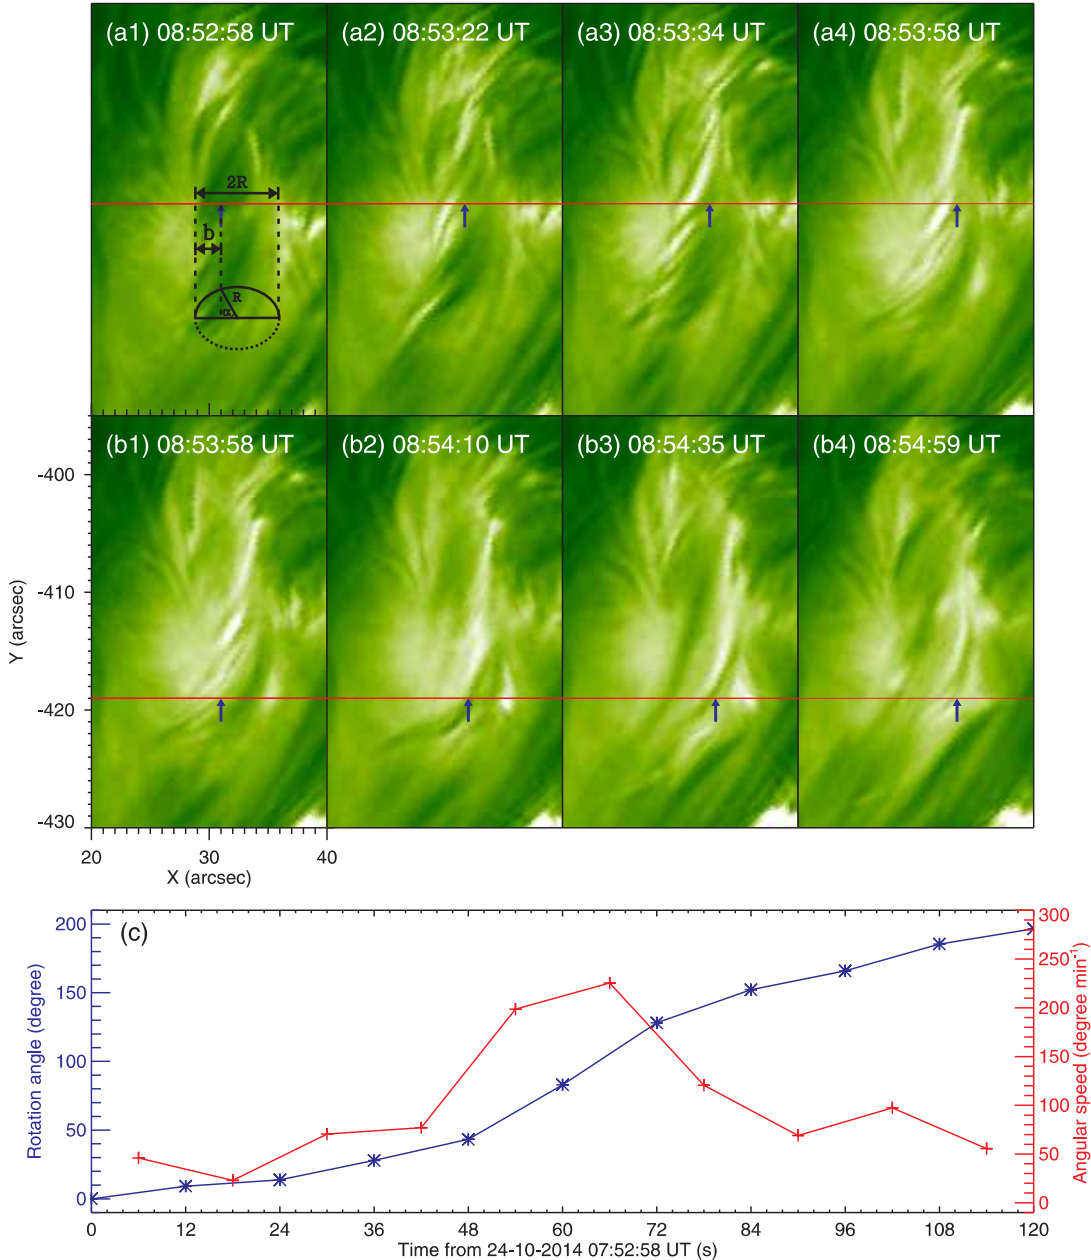 (a1) 08:52:58 UT
(a2) 08:53:22 UT
(a3) 08:53:34 UT
(a4) 08:53:58 UT
2R
b
R
α
(b1) 08:53:58 UT
(b2) 08:54:10 UT
(b3) 08:54:35 UT
(b4) 08:54:59 UT
-400
-410
-420
-430
Y (arcsec)
20 30 40
X (arcsec)
(c)
200
150
100
50
0
Rotation angle (degree)
300
250
200
150
100
50
0
Angular speed (degree min⁻¹)
0 12 24 36 48 60 72 84 96 108 120
Time from 24-10-2014 07:52:58 UT (s)